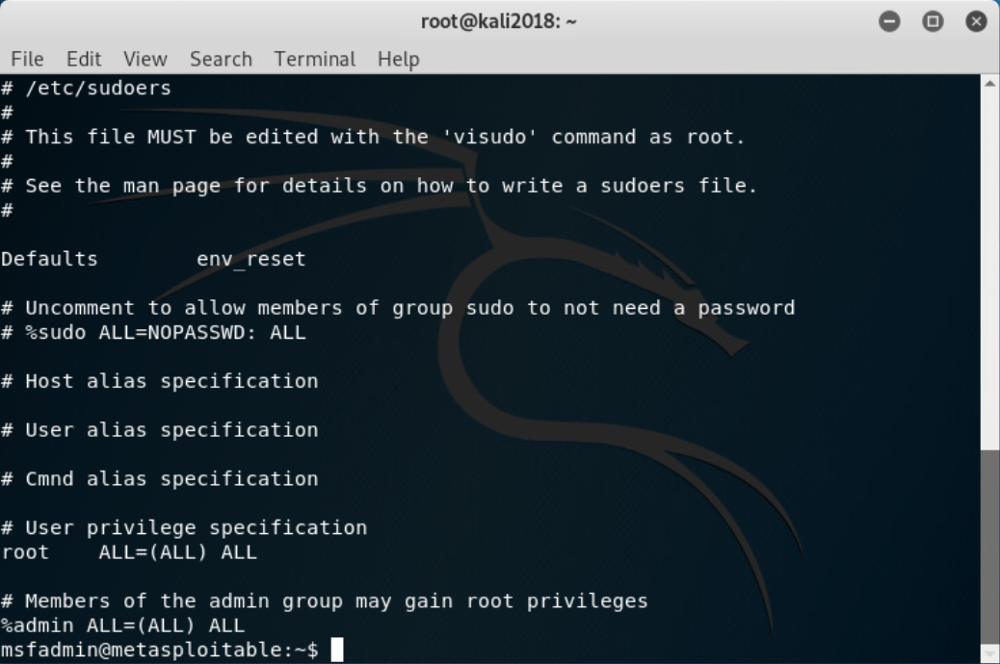 root@kali2018: ~
File Edit View Search Terminal Help
# /etc/sudoers
#
# This file MUST be edited with the 'visudo' command as root.
#
# See the man page for details on how to write a sudoers file.
#
Defaults        env_reset
# Uncomment to allow members of group sudo to not need a password
# %sudo ALL=NOPASSWD: ALL
# Host alias specification
# User alias specification
# Cmnd alias specification
# User privilege specification
root    ALL=(ALL) ALL
# Members of the admin group may gain root privileges
%admin ALL=(ALL) ALL
msfadmin@metasploitable:~$